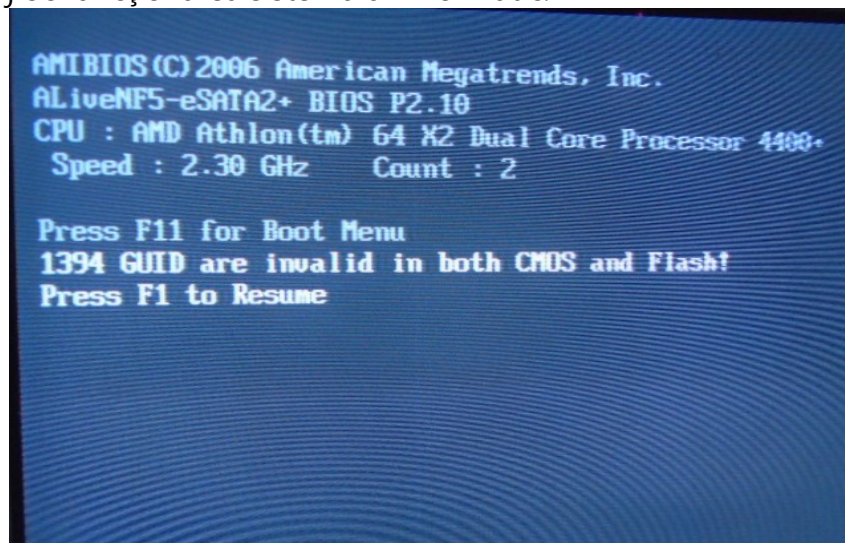 AMIBIOS(C)2006 American Megatrends, Inc.
ALiveNF5-eSATA2+ BIOS P2.10
CPU : AMD Athlon(tm) 64 X2 Dual Core Processor 4400+
Speed : 2.30 GHz Count : 2
Press F11 for Boot Menu
1394 GUID are invalid in both CMOS and Flash!
Press F1 to Resume